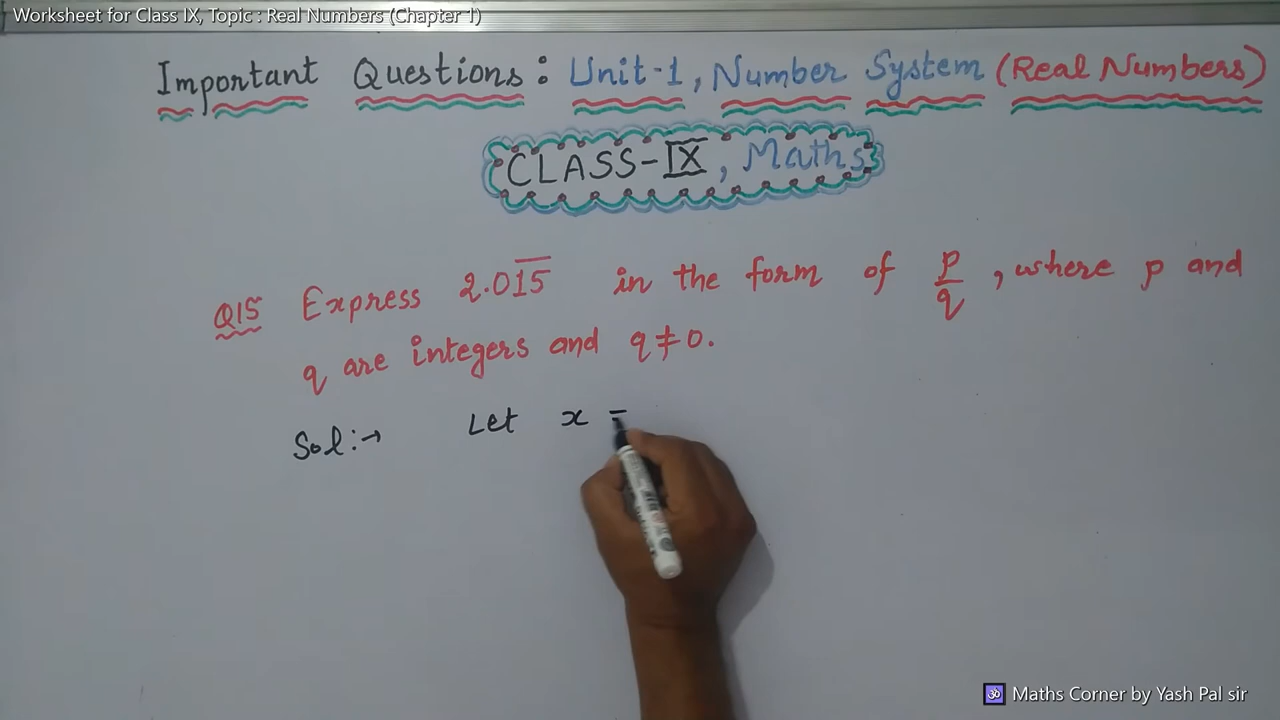 Worksheet for Class IX, Topic : Real Numbers (Chapter 1)
Important Questions: Unit-1, Number System (Real Numbers)
CLASS-IX, Maths
Q15 Express 2.01̅5̅ in the form of p/q, where p and
q are integers and q≠0.
Sol:→ Let x =
ॐ Maths Corner by Yash Pal sir